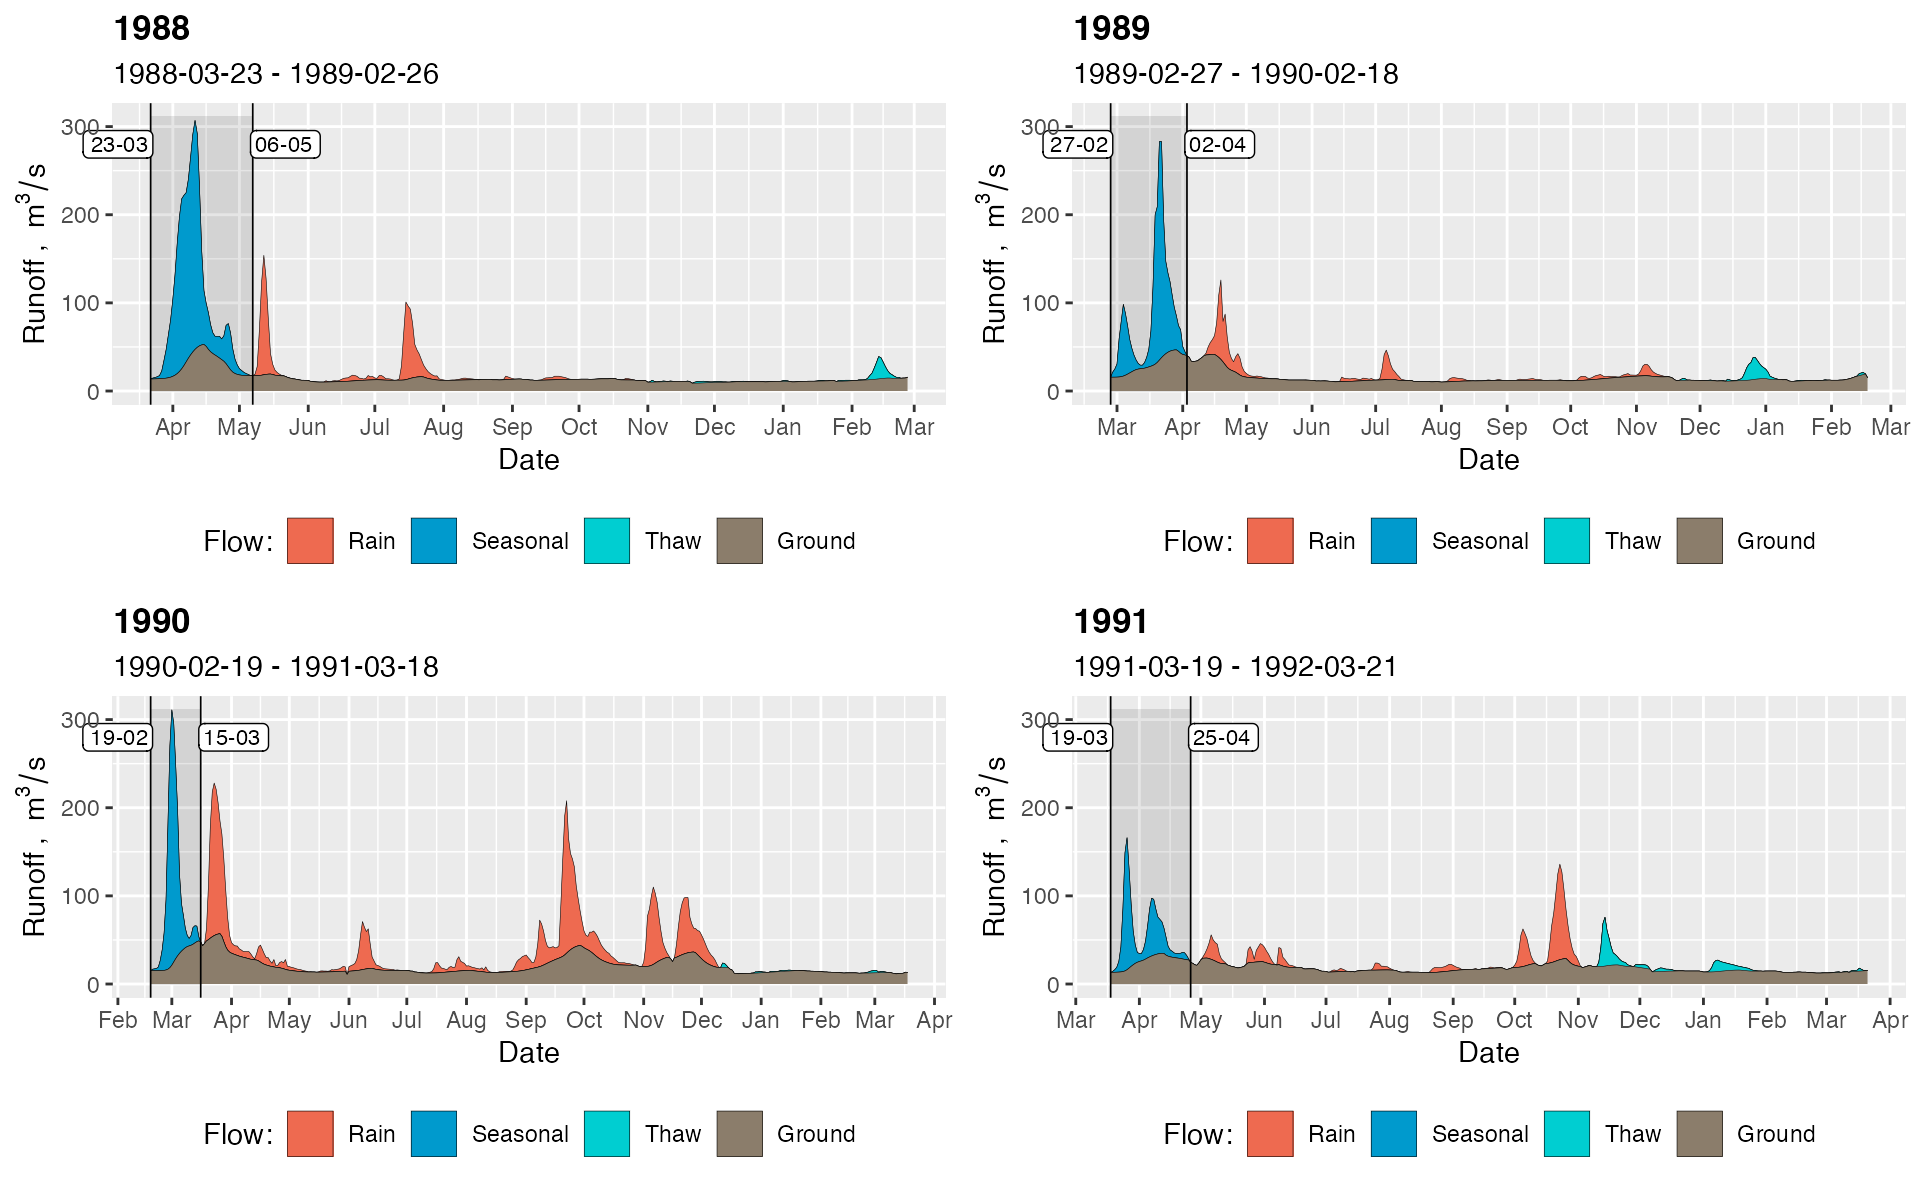 1988
1988-03-23 - 1989-02-26
Runoff , m³/s
300
200
100
0
23-03
06-05
Apr May Jun Jul Aug Sep Oct Nov Dec Jan Feb Mar
Date
Flow: Rain Seasonal Thaw Ground
1989
1989-02-27 - 1990-02-18
Runoff , m³/s
300
200
100
0
27-02
02-04
Mar Apr May Jun Jul Aug Sep Oct Nov Dec Jan Feb Mar
Date
Flow: Rain Seasonal Thaw Ground
1990
1990-02-19 - 1991-03-18
Runoff , m³/s
300
200
100
0
19-02
15-03
Feb Mar Apr May Jun Jul Aug Sep Oct Nov Dec Jan Feb Mar Apr
Date
Flow: Rain Seasonal Thaw Ground
1991
1991-03-19 - 1992-03-21
Runoff , m³/s
300
200
100
0
19-03
25-04
Mar Apr May Jun Jul Aug Sep Oct Nov Dec Jan Feb Mar Apr
Date
Flow: Rain Seasonal Thaw Ground